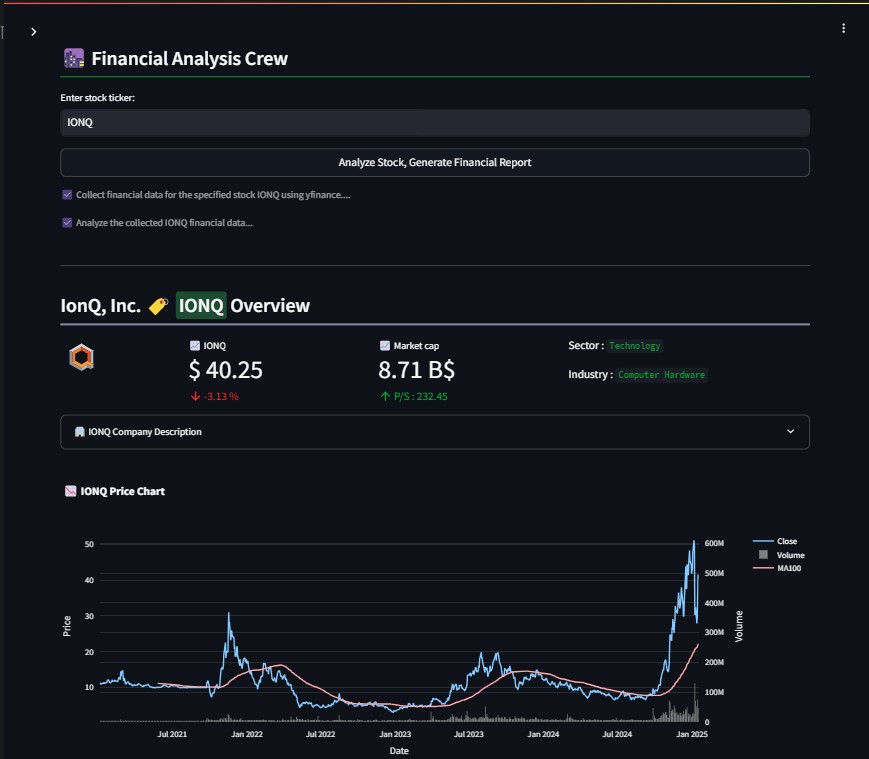 Financial Analysis Crew
Enter stock ticker:
IONQ
Analyze Stock, Generate Financial Report
Collect financial data for the specified stock IONQ using yfinance....
Analyze the collected IONQ financial data...
IonQ, Inc. IONQ Overview
IONQ
$ 40.25
-3.13 %
Market cap
8.71 B$
P/S : 232.45
Sector : Technology
Industry : Computer Hardware
IONQ Company Description
IONQ Price Chart
50
40
30
20
10
Price
600M
500M
400M
300M
200M
100M
0
Volume
Close
Volume
MA100
Jul 2021
Jan 2022
Jul 2022
Jan 2023
Jul 2023
Jan 2024
Jul 2024
Jan 2025
Date